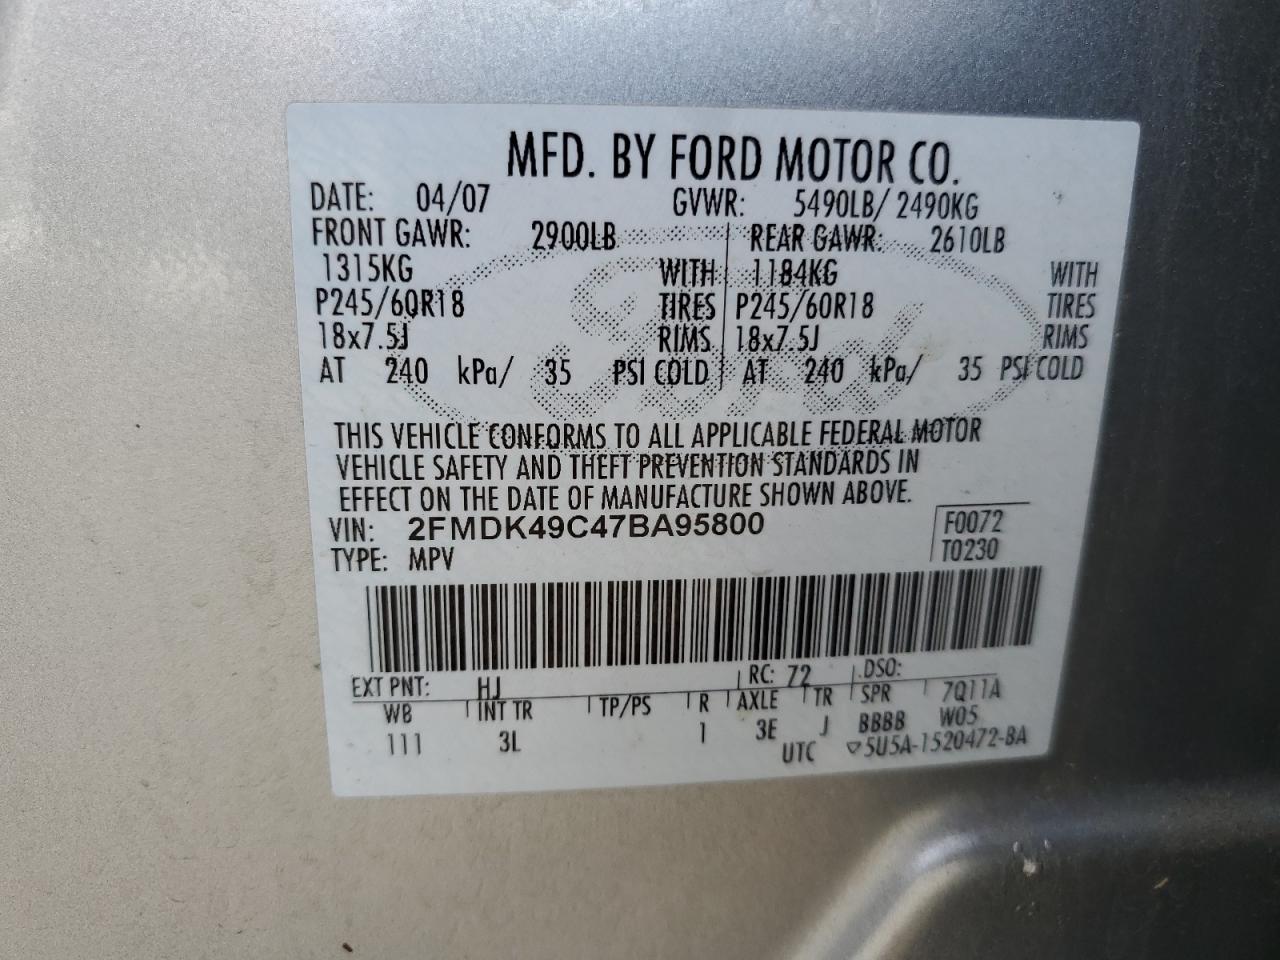 MFD. BY FORD MOTOR CO.
DATE: 04/07 GVWR: 5490LB/ 2490KG
FRONT GAWR: 2900LB REAR GAWR: 2610LB
1315KG WITH 1184KG WITH
P245/60R18 TIRES P245/60R18 TIRES
18x7.5J RIMS 18x7.5J RIMS
AT 240 kPa/ 35 PSI COLD AT 240 kPa/ 35 PSI COLD
Ford
THIS VEHICLE CONFORMS TO ALL APPLICABLE FEDERAL MOTOR
VEHICLE SAFETY AND THEFT PREVENTION STANDARDS IN
EFFECT ON THE DATE OF MANUFACTURE SHOWN ABOVE.
VIN: 2FMDK49C47BA95800 F0072
TYPE: MPV T0230
EXT PNT: HJ RC: 72 DSO:
WB INT TR TP/PS R AXLE TR SPR 7Q11A
111 3L 1 3E J BBBB W05
UTC ▽5U5A-1520472-BA